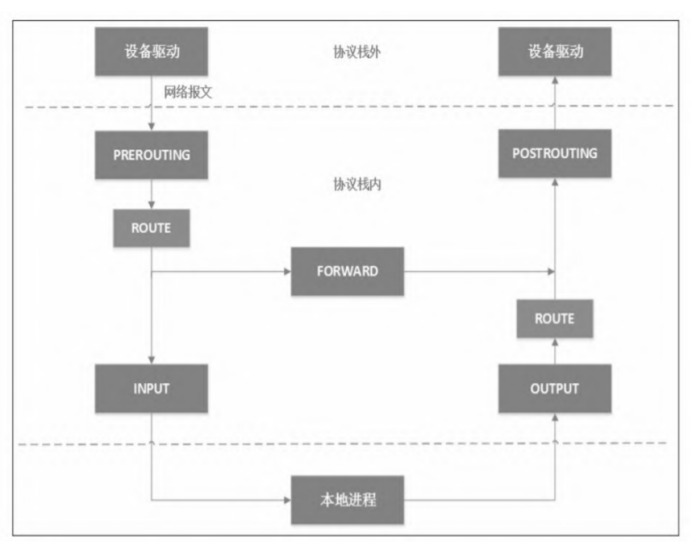 设备驱动
协议栈外
设备驱动
网络报文
PREROUTING
POSTROUTING
协议栈内
ROUTE
FORWARD
ROUTE
INPUT
OUTPUT
本地进程